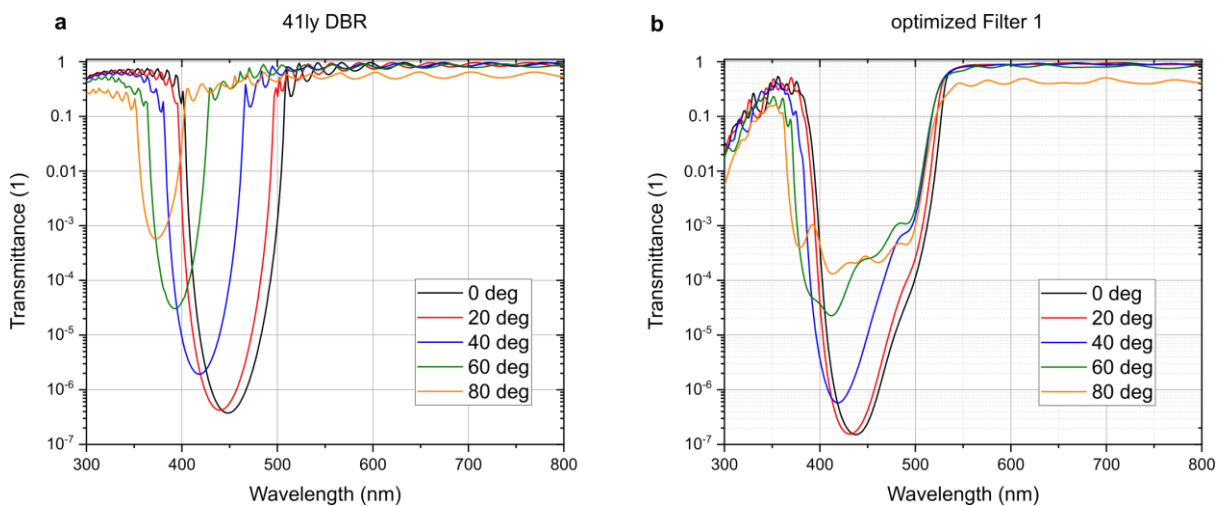 a 41ly DBR
1
0.1
0.01
10⁻³
10⁻⁴
10⁻⁵
10⁻⁶
10⁻⁷
Transmittance (1)
0 deg
20 deg
40 deg
60 deg
80 deg
300 400 500 600 700 800
Wavelength (nm)
b optimized Filter 1
1
0.1
0.01
10⁻³
10⁻⁴
10⁻⁵
10⁻⁶
10⁻⁷
Transmittance (1)
0 deg
20 deg
40 deg
60 deg
80 deg
300 400 500 600 700 800
Wavelength (nm)